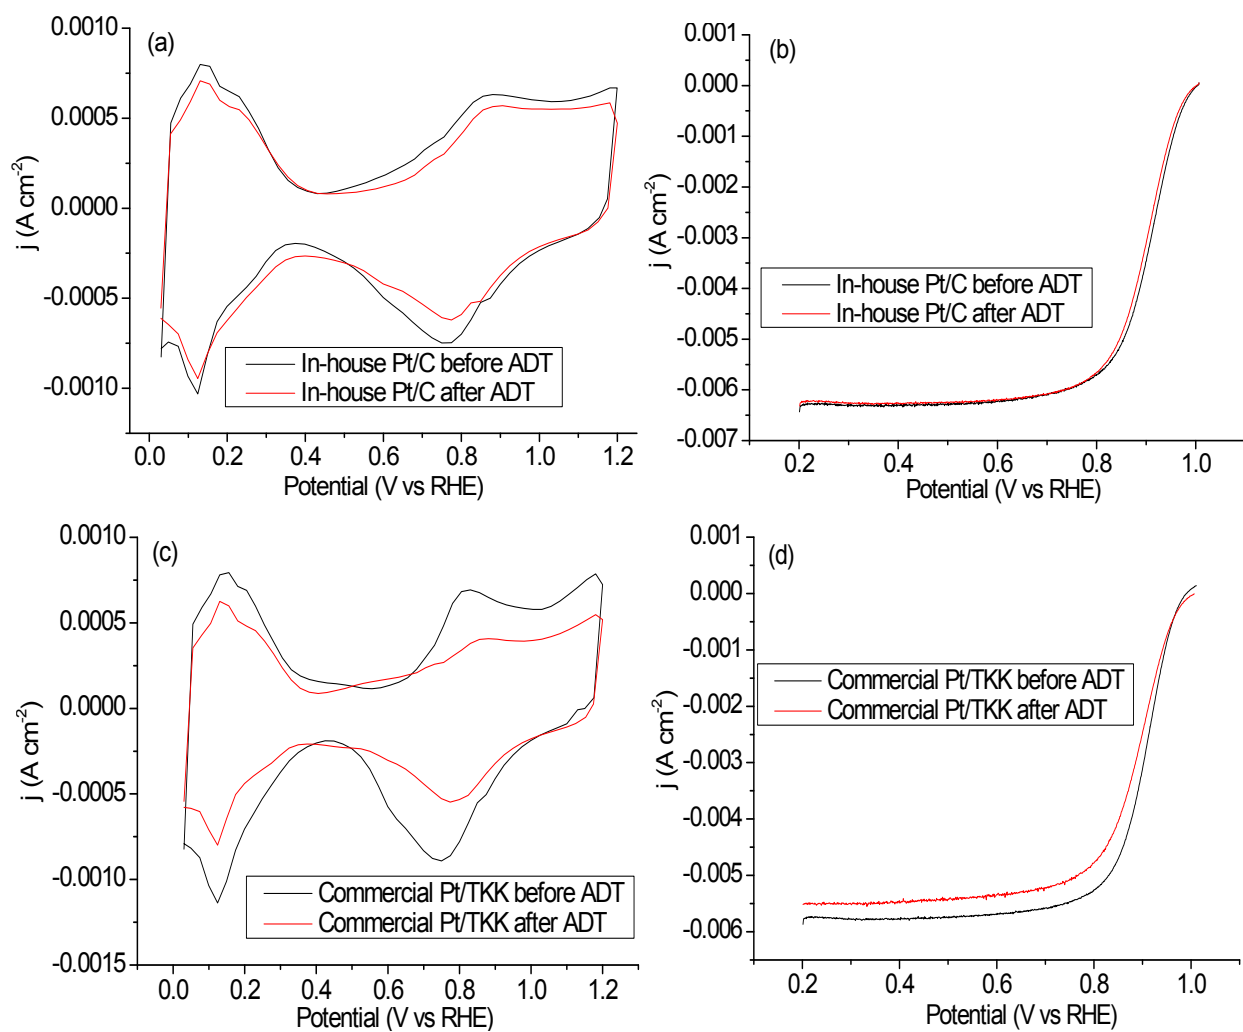 (a)
0.0010
0.0005
0.0000
-0.0005
-0.0010
j (A cm-2)
In-house Pt/C before ADT
In-house Pt/C after ADT
0.0 0.2 0.4 0.6 0.8 1.0 1.2
Potential (V vs RHE)
(b)
0.001
0.000
-0.001
-0.002
-0.003
-0.004
-0.005
-0.006
-0.007
j (A cm-2)
In-house Pt/C before ADT
In-house Pt/C after ADT
0.2 0.4 0.6 0.8 1.0
Potential (V vs RHE)
(c)
0.0010
0.0005
0.0000
-0.0005
-0.0010
-0.0015
j (A cm-2)
Commercial Pt/TKK before ADT
Commercial Pt/TKK after ADT
0.0 0.2 0.4 0.6 0.8 1.0 1.2
Potential (V vs RHE)
(d)
0.001
0.000
-0.001
-0.002
-0.003
-0.004
-0.005
-0.006
j (A cm-2)
Commercial Pt/TKK before ADT
Commercial Pt/TKK after ADT
0.2 0.4 0.6 0.8 1.0
Potential (V vs RHE)